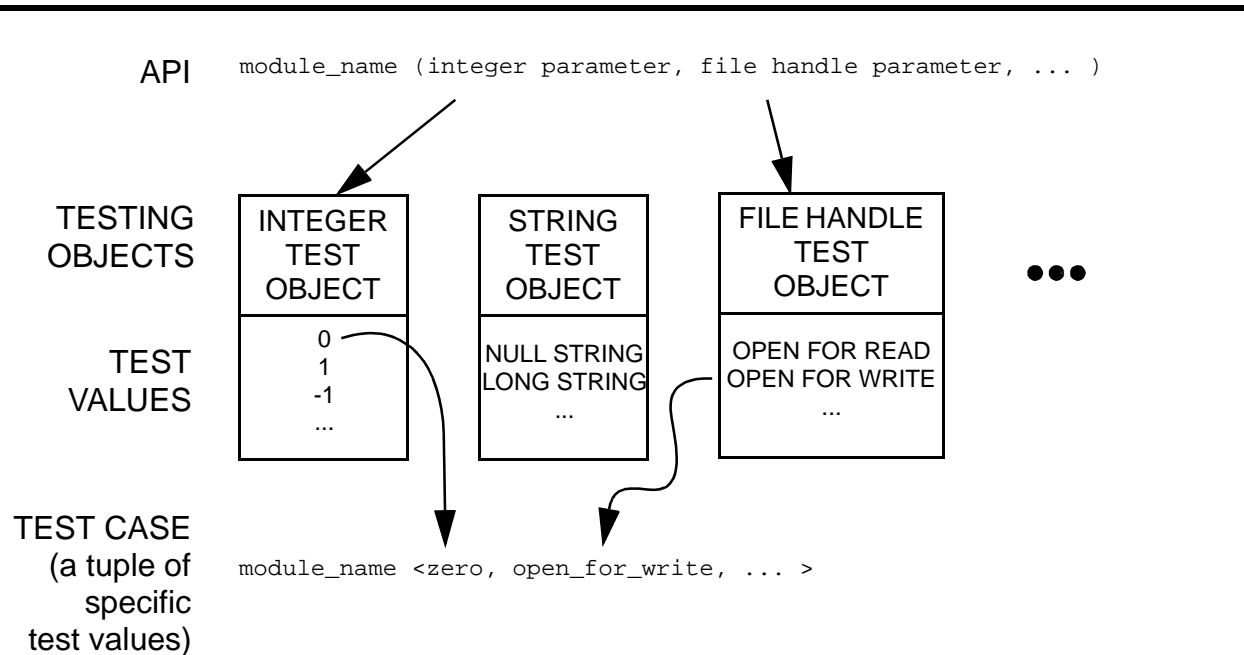 API
module_name (integer parameter, file handle parameter, ... )
TESTING
OBJECTS
INTEGER
TEST
OBJECT
STRING
TEST
OBJECT
FILE HANDLE
TEST
OBJECT
•••
TEST
VALUES
0
1
-1
...
NULL STRING
LONG STRING
...
OPEN FOR READ
OPEN FOR WRITE
...
TEST CASE
(a tuple of
specific
test values)
module_name <zero, open_for_write, ... >